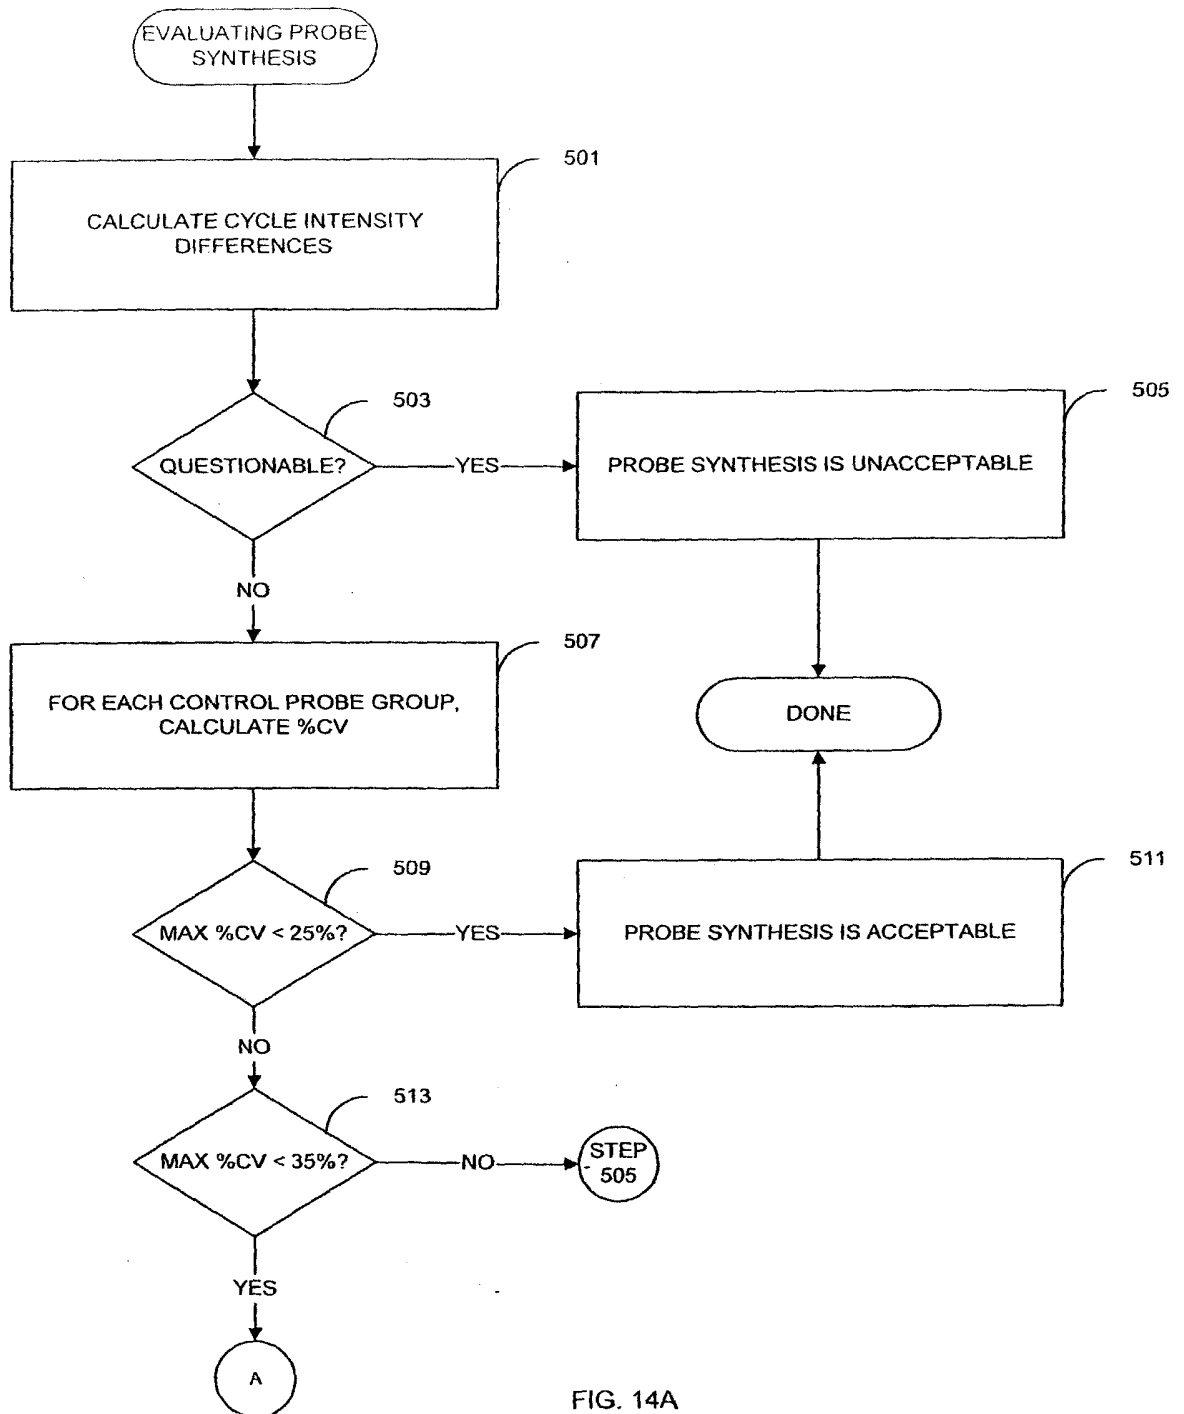 EVALUATING PROBE
SYNTHESIS
501
CALCULATE CYCLE INTENSITY
DIFFERENCES
503
505
QUESTIONABLE?
YES
PROBE SYNTHESIS IS UNACCEPTABLE
NO
507
FOR EACH CONTROL PROBE GROUP,
CALCULATE %CV
DONE
509
511
MAX %CV < 25%?
YES
PROBE SYNTHESIS IS ACCEPTABLE
NO
513
MAX %CV < 35%?
NO
STEP
505
YES
A
FIG. 14A